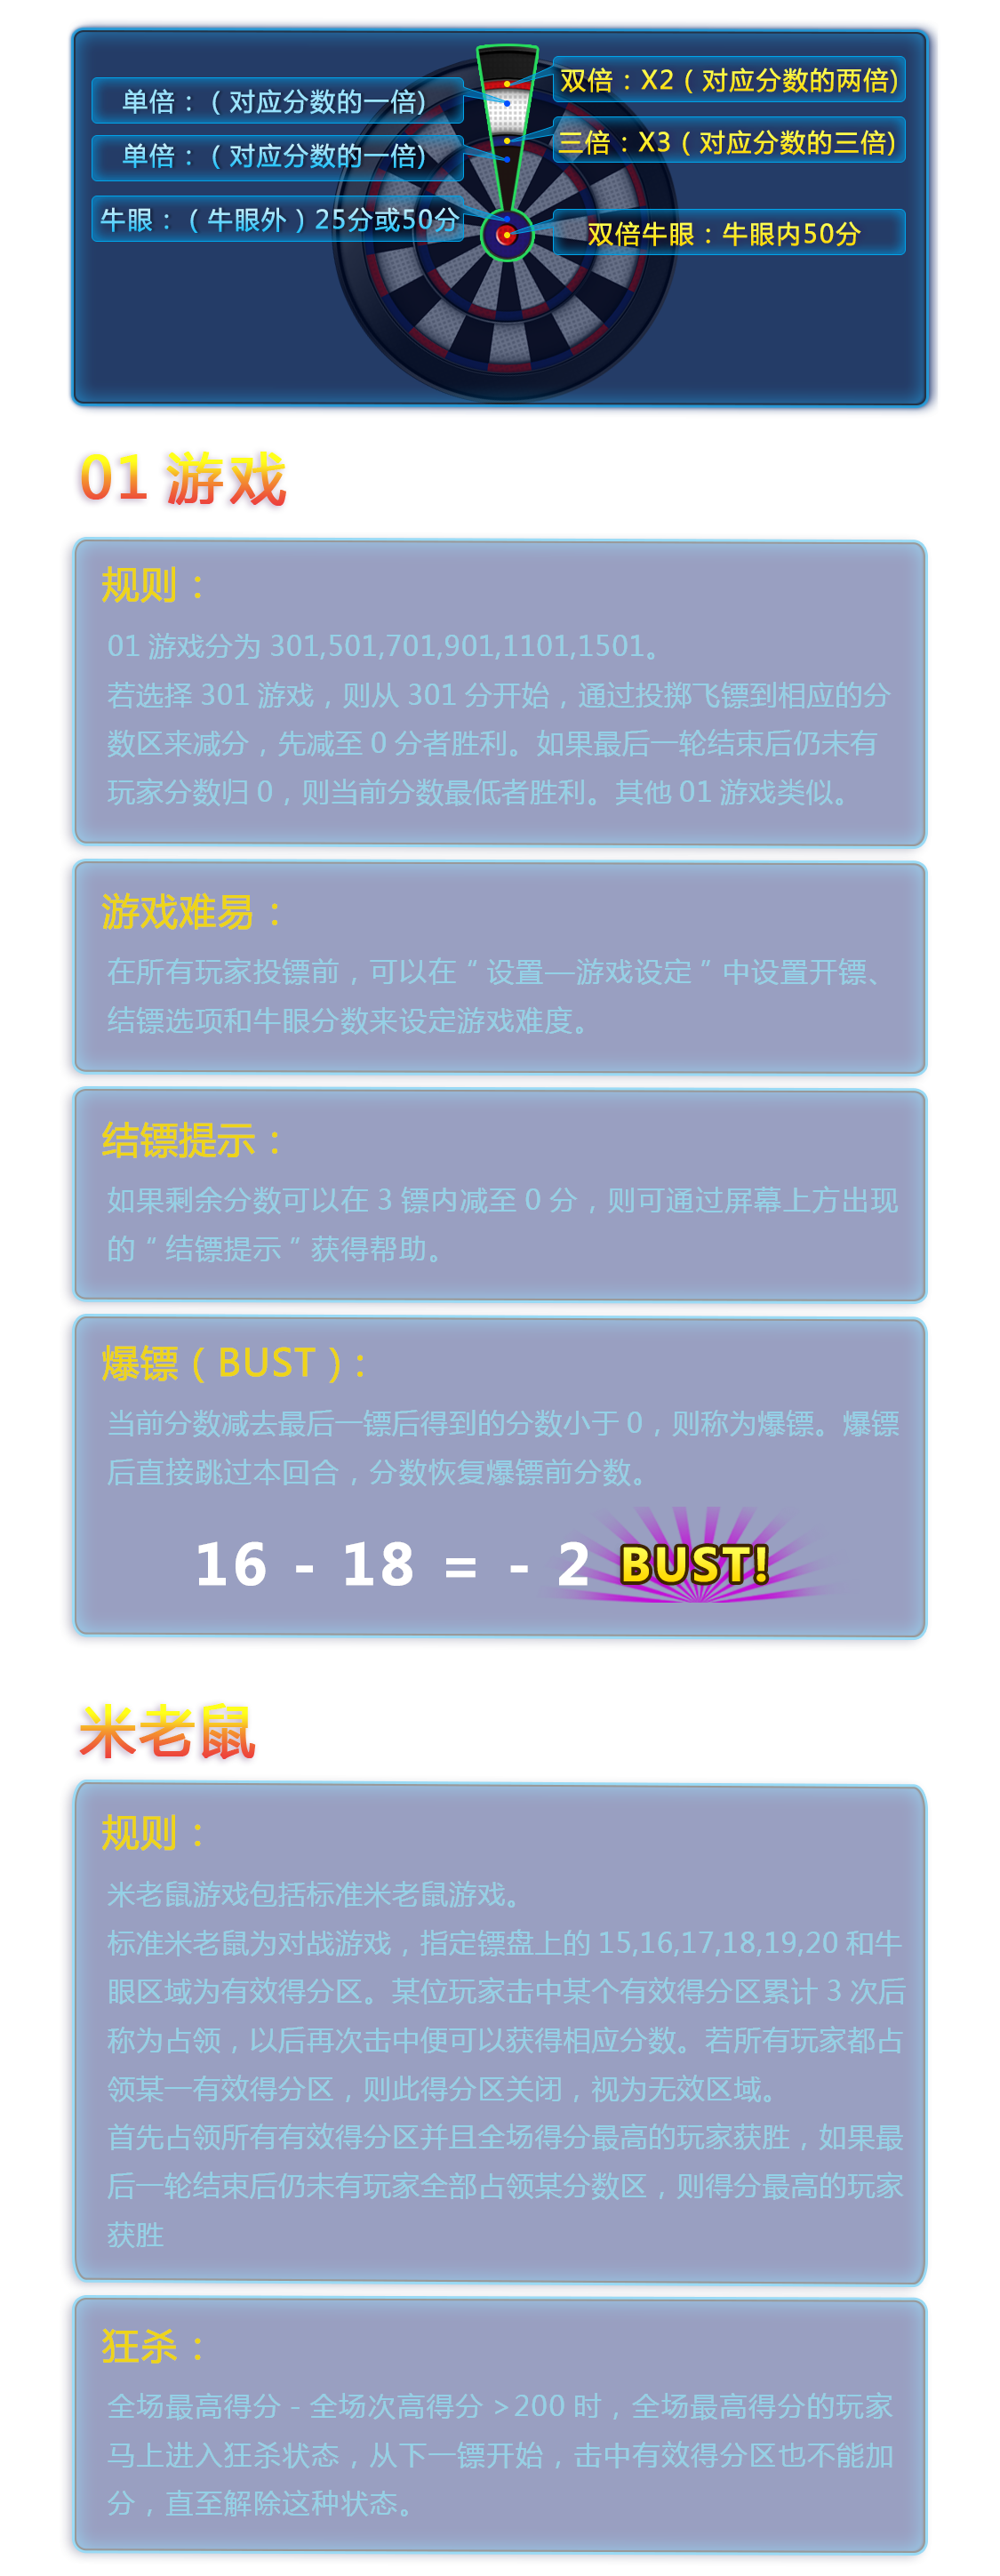 单倍：（对应分数的一倍)
单倍：（对应分数的一倍)
牛眼：（牛眼外）25分或50分
双倍：X2（对应分数的两倍)
三倍：X3（对应分数的三倍)
双倍牛眼：牛眼内50分
01 游戏
规则：
01 游戏分为 301,501,701,901,1101,1501。
若选择 301 游戏，则从 301 分开始，通过投掷飞镖到相应的分
数区来减分，先减至 0 分者胜利。如果最后一轮结束后仍未有
玩家分数归 0，则当前分数最低者胜利。其他 01 游戏类似。
游戏难易：
在所有玩家投镖前，可以在“ 设置—游戏设定 ”中设置开镖、
结镖选项和牛眼分数来设定游戏难度。
结镖提示：
如果剩余分数可以在 3 镖内减至 0 分，则可通过屏幕上方出现
的“ 结镖提示 ”获得帮助。
爆镖（BUST）:
当前分数减去最后一镖后得到的分数小于 0，则称为爆镖。爆镖
后直接跳过本回合，分数恢复爆镖前分数。
16 - 18 = - 2 BUST!
米老鼠
规则：
米老鼠游戏包括标准米老鼠游戏。
标准米老鼠为对战游戏，指定镖盘上的 15,16,17,18,19,20 和牛
眼区域为有效得分区。某位玩家击中某个有效得分区累计 3 次后
称为占领，以后再次击中便可以获得相应分数。若所有玩家都占
领某一有效得分区，则此得分区关闭，视为无效区域。
首先占领所有有效得分区并且全场得分最高的玩家获胜，如果最
后一轮结束后仍未有玩家全部占领某分数区，则得分最高的玩家
获胜
狂杀：
全场最高得分 - 全场次高得分 >200 时，全场最高得分的玩家
马上进入狂杀状态，从下一镖开始，击中有效得分区也不能加
分，直至解除这种状态。